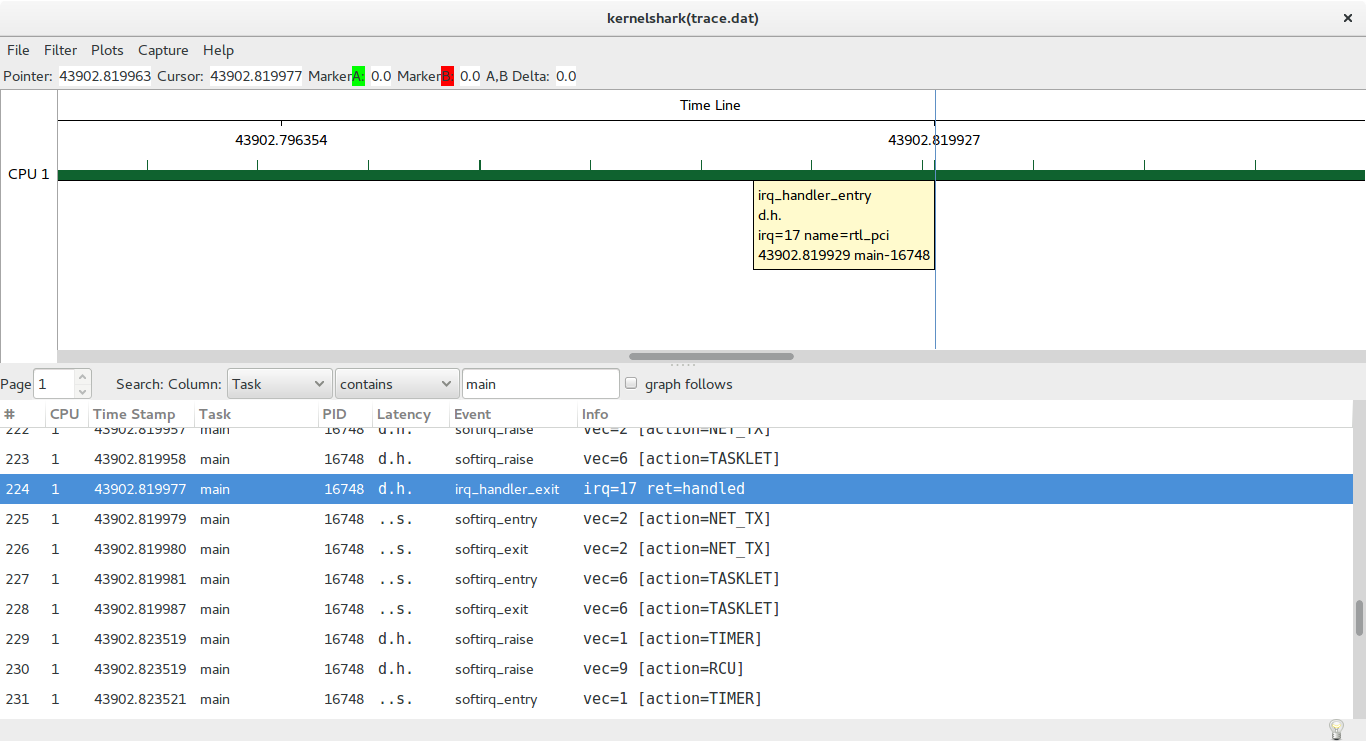 kernelshark(trace.dat)
File Filter Plots Capture Help
Pointer: 43902.819963 Cursor: 43902.819977 Marker A: 0.0 Marker B: 0.0 A,B Delta: 0.0
Time Line
43902.796354 43902.819927
CPU 1
irq_handler_entry
d.h.
irq=17 name=rtl_pci
43902.819929 main-16748
Page 1 Search: Column: Task contains main graph follows
# CPU Time Stamp Task PID Latency Event Info
222 1 43902.819957 main 16748 d.h. softirq_raise vec=2 [action=NET_TX]
223 1 43902.819958 main 16748 d.h. softirq_raise vec=6 [action=TASKLET]
224 1 43902.819977 main 16748 d.h. irq_handler_exit irq=17 ret=handled
225 1 43902.819979 main 16748 ..s. softirq_entry vec=2 [action=NET_TX]
226 1 43902.819980 main 16748 ..s. softirq_exit vec=2 [action=NET_TX]
227 1 43902.819981 main 16748 ..s. softirq_entry vec=6 [action=TASKLET]
228 1 43902.819987 main 16748 ..s. softirq_exit vec=6 [action=TASKLET]
229 1 43902.823519 main 16748 d.h. softirq_raise vec=1 [action=TIMER]
230 1 43902.823519 main 16748 d.h. softirq_raise vec=9 [action=RCU]
231 1 43902.823521 main 16748 ..s. softirq_entry vec=1 [action=TIMER]